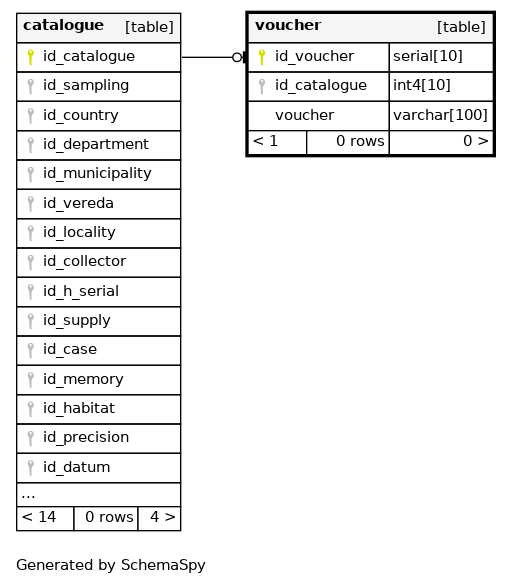 catalogue [table]
id_catalogue
id_sampling
id_country
id_department
id_municipality
id_vereda
id_locality
id_collector
id_h_serial
id_supply
id_case
id_memory
id_habitat
id_precision
id_datum
...
< 14 0 rows 4 >
voucher [table]
id_voucher serial[10]
id_catalogue int4[10]
voucher varchar[100]
< 1 0 rows 0 >
Generated by SchemaSpy